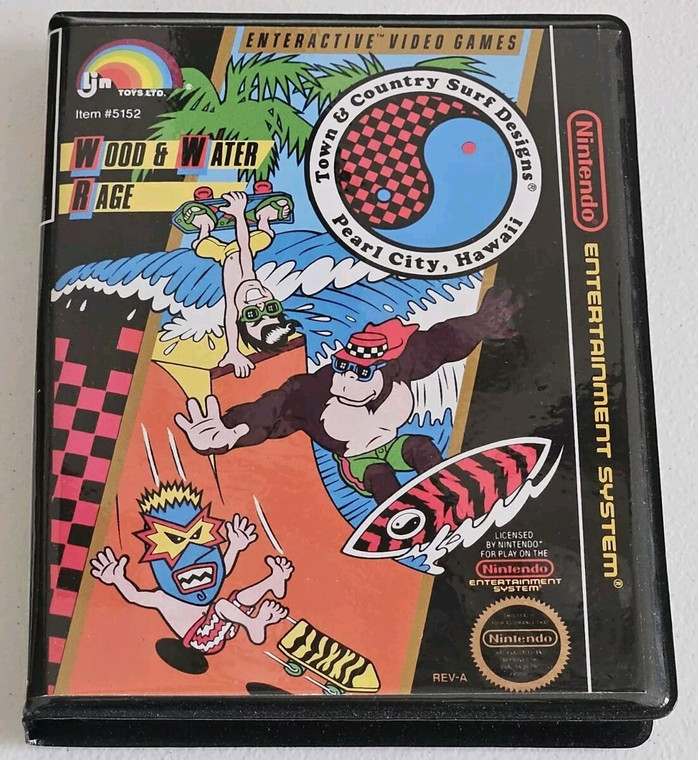 ENTERACTIVE™ VIDEO GAMES
ljn
TOYS LTD.®
Item #5152
WOOD & WATER
RAGE
Town & Country Surf Designs®
Pearl City, Hawaii
Nintendo®
ENTERTAINMENT SYSTEM®
LICENSED
BY NINTENDO®
FOR PLAY ON THE
Nintendo
ENTERTAINMENT
SYSTEM®
Nintendo
REV-A